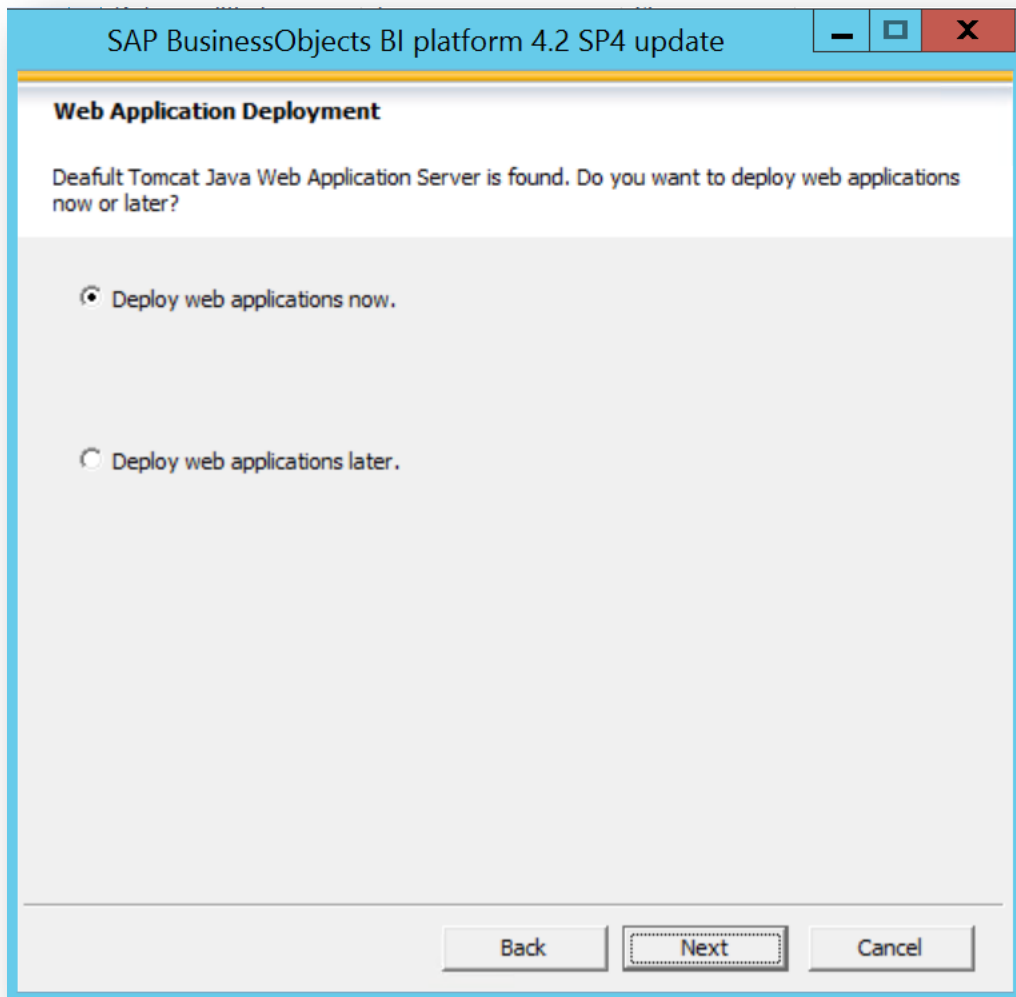 SAP BusinessObjects BI platform 4.2 SP4 update
Web Application Deployment
Deafult Tomcat Java Web Application Server is found. Do you want to deploy web applications
now or later?
Deploy web applications now.
Deploy web applications later.
Back
Next
Cancel